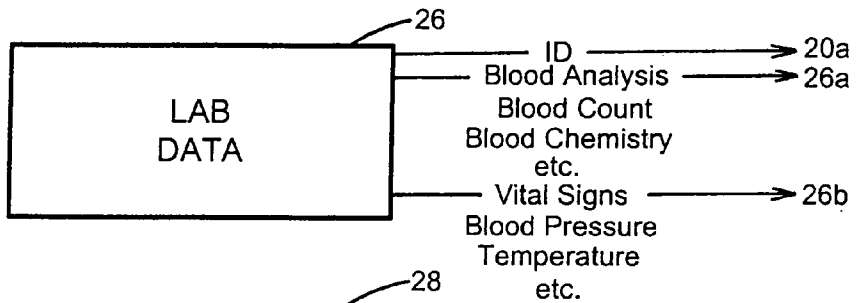 26
ID 20a
Blood Analysis 26a
LAB
DATA
Blood Count
Blood Chemistry
etc.
Vital Signs 26b
Blood Pressure
Temperature
etc.
28